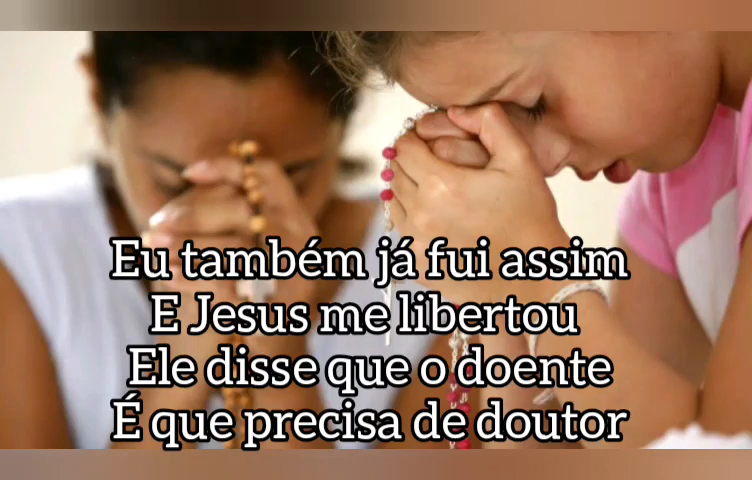 Eu também já fui assim
E Jesus me libertou
Ele disse que o doente
É que precisa de doutor